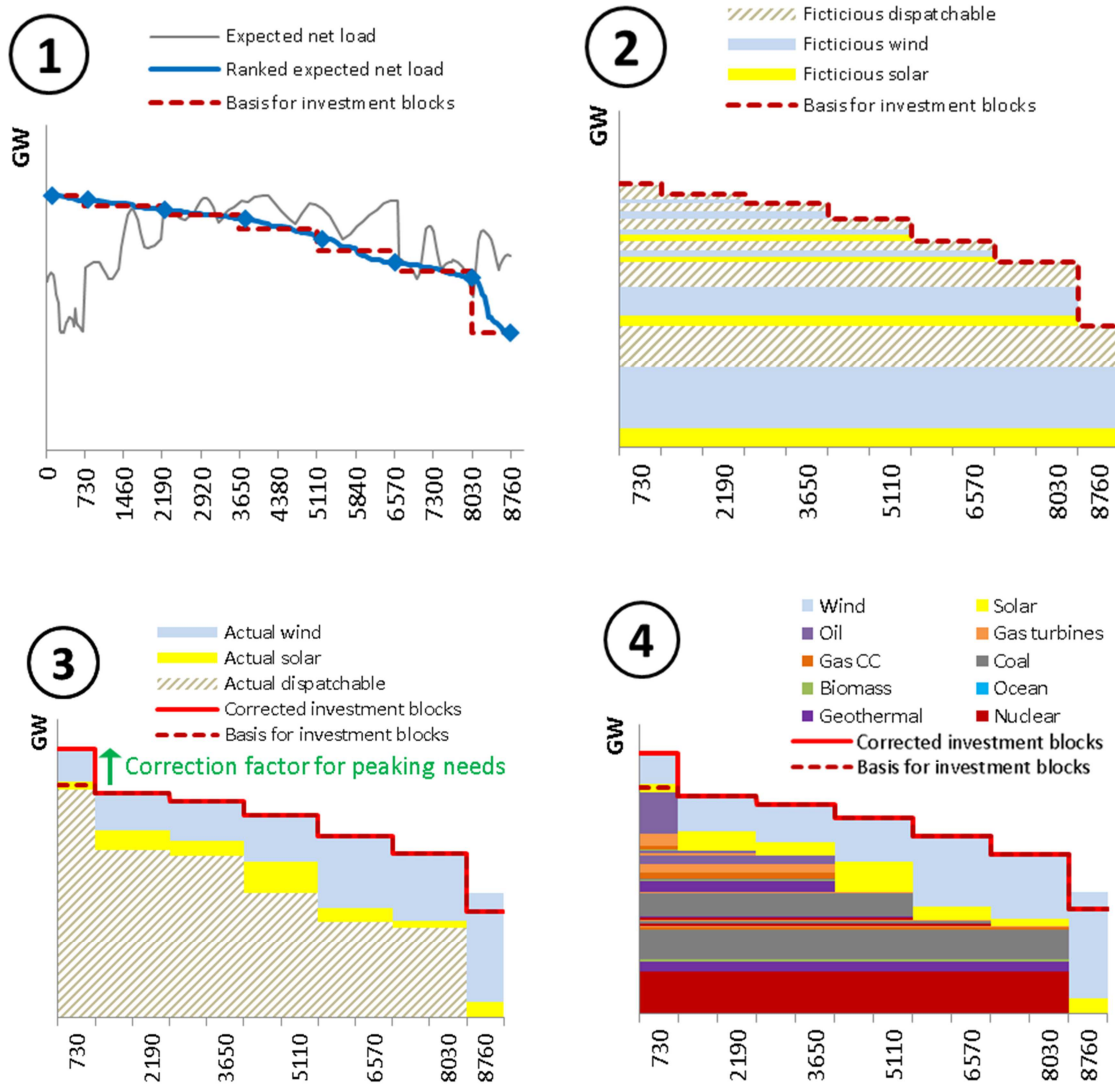 1
Expected net load
Ranked expected net load
Basis for investment blocks
GW
0
730
1460
2190
2920
3650
4380
5110
5840
6570
7300
8030
8760
2
Ficticious dispatchable
Ficticious wind
Ficticious solar
Basis for investment blocks
GW
730
2190
3650
5110
6570
8030
8760
3
Actual wind
Actual solar
Actual dispatchable
Corrected investment blocks
Basis for investment blocks
GW
Correction factor for peaking needs
730
2190
3650
5110
6570
8030
8760
4
Wind
Solar
Oil
Gas turbines
Gas CC
Coal
Biomass
Ocean
Geothermal
Nuclear
Corrected investment blocks
Basis for investment blocks
GW
730
2190
3650
5110
6570
8030
8760